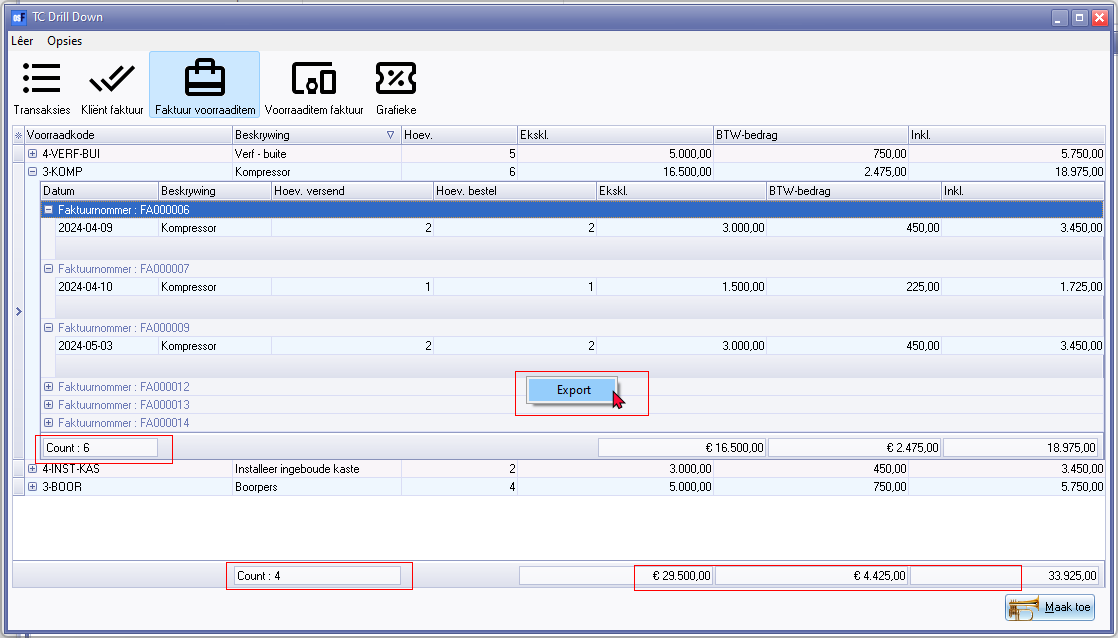 TC Drill Down
Lêer Opsies
Transaksies Kliënt faktuur Faktuur voorraaditem Voorraaditem faktuur Grafieke
Voorraadkode Beskrywing Hoev. Ekskl. BTW-bedrag Inkl.
4-VERF-BUI Verf - buite 5 5.000,00 750,00 5.750,00
3-KOMP Kompressor 6 16.500,00 2.475,00 18.975,00
Datum Beskrywing Hoev. versend Hoev. bestel Ekskl. BTW-bedrag Inkl.
Faktuurnommer : FA000006
2024-04-09 Kompressor 2 2 3.000,00 450,00 3.450,00
Faktuurnommer : FA000007
2024-04-10 Kompressor 1 1 1.500,00 225,00 1.725,00
Faktuurnommer : FA000009
2024-05-03 Kompressor 2 2 3.000,00 450,00 3.450,00
Faktuurnommer : FA000012
Export
Faktuurnommer : FA000013
Faktuurnommer : FA000014
Count : 6 € 16.500,00 € 2.475,00 18.975,00
4-INST-KAS Installeer ingeboude kaste 2 3.000,00 450,00 3.450,00
3-BOOR Boorpers 4 5.000,00 750,00 5.750,00
Count : 4 € 29.500,00 € 4.425,00 33.925,00
Maak toe